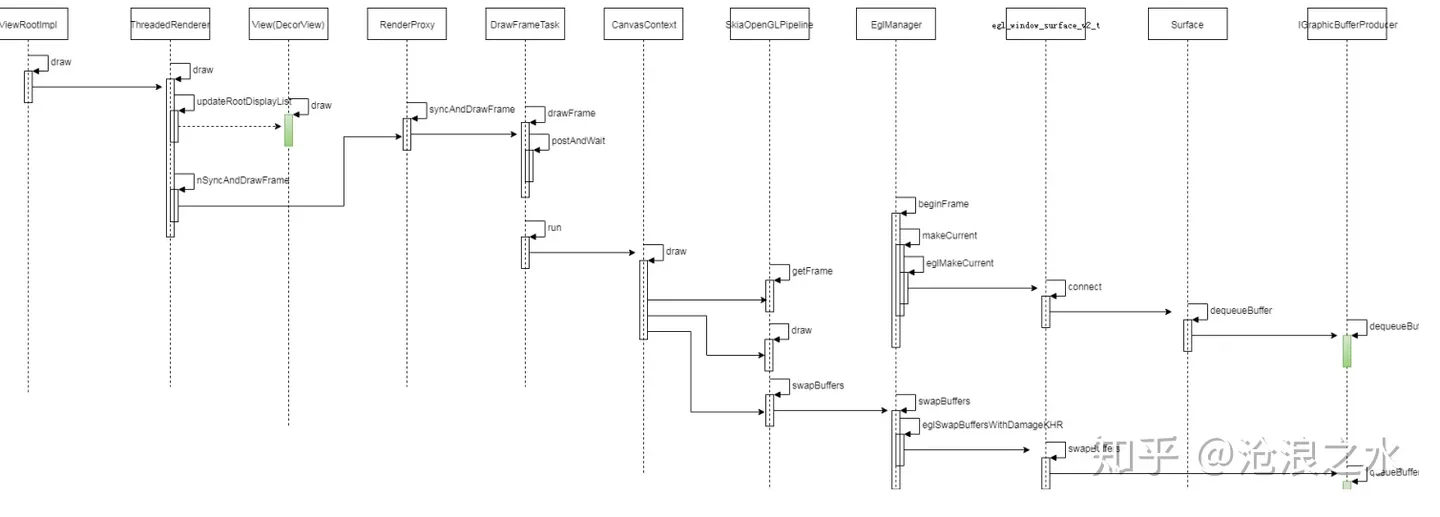 ViewRootImpl
ThreadedRenderer
View(DecorView)
RenderProxy
DrawFrameTask
CanvasContext
SkiaOpenGLPipeline
EglManager
egl_window_surface_v2_t
Surface
IGraphicBufferProducer
draw
draw
updateRootDisplayList
draw
syncAndDrawFrame
drawFrame
postAndWait
nSyncAndDrawFrame
beginFrame
run
makeCurrent
draw
eglMakeCurrent
getFrame
connect
dequeueBuffer
draw
dequeueBuf
swapBuffers
swapBuffers
eglSwapBuffersWithDamageKHR
swapBuffers
知乎 @沧浪之水
queueBuffer